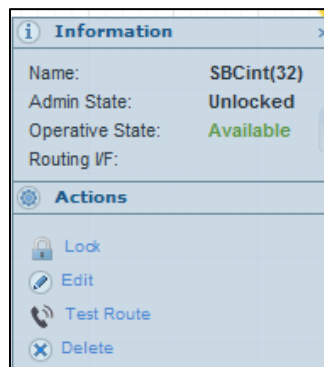 Information
Name: SBCint(32)
Admin State: Unlocked
Operative State: Available
Routing I/F:
Actions
Lock
Edit
Test Route
Delete